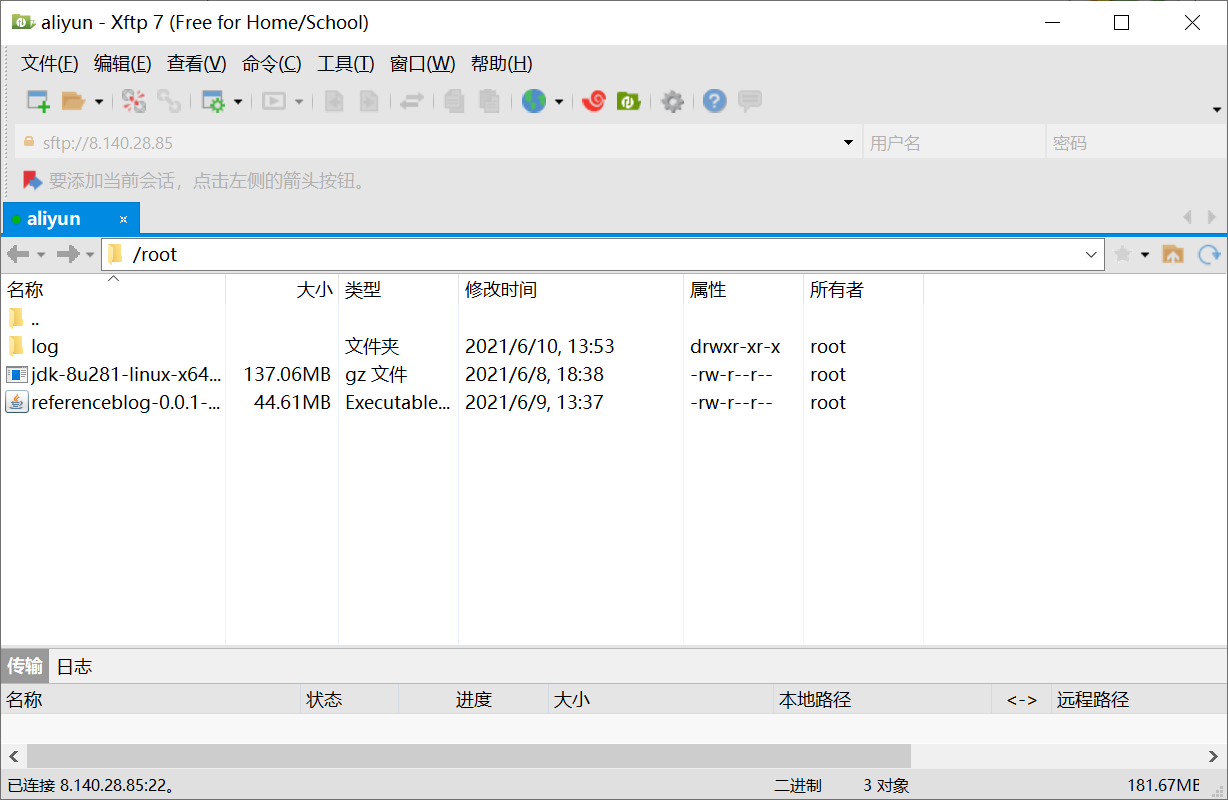 aliyun - Xftp 7 (Free for Home/School)
文件(F) 编辑(E) 查看(V) 命令(C) 工具(T) 窗口(W) 帮助(H)
sftp://8.140.28.85 用户名 密码
要添加当前会话，点击左侧的箭头按钮。
aliyun ×
/root
名称 大小 类型 修改时间 属性 所有者
..
log 文件夹 2021/6/10, 13:53 drwxr-xr-x root
jdk-8u281-linux-x64... 137.06MB gz 文件 2021/6/8, 18:38 -rw-r--r-- root
referenceblog-0.0.1-... 44.61MB Executable... 2021/6/9, 13:37 -rw-r--r-- root
传输 日志
名称 状态 进度 大小 本地路径 <-> 远程路径
已连接 8.140.28.85:22。 二进制 3 对象 181.67MB